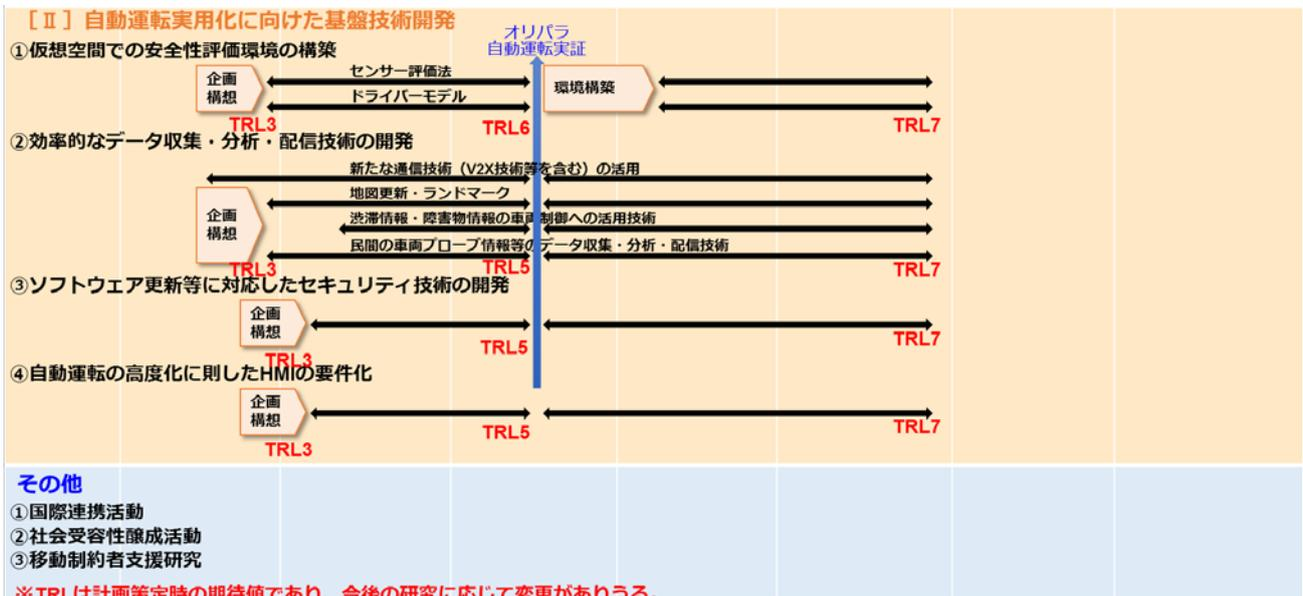 ［Ⅱ］自動運転実用化に向けた基盤技術開発
オリパラ
自動運転実証
①仮想空間での安全性評価環境の構築
企画
構想
センサー評価法
ドライバーモデル
環境構築
TRL3
TRL6
TRL7
②効率的なデータ収集・分析・配信技術の開発
新たな通信技術（V2X技術等を含む）の活用
地図更新・ランドマーク
企画
構想
渋滞情報・障害物情報の車両制御への活用技術
民間の車両プローブ情報等のデータ収集・分析・配信技術
TRL3
TRL5
TRL7
③ソフトウェア更新等に対応したセキュリティ技術の開発
企画
構想
TRL3
TRL5
TRL7
④自動運転の高度化に則したHMIの要件化
企画
構想
TRL3
TRL5
TRL7
その他
①国際連携活動
②社会受容性醸成活動
③移動制約者支援研究
※TRLは計画策定時の期待値であり、今後の研究に応じて変更がありうる。